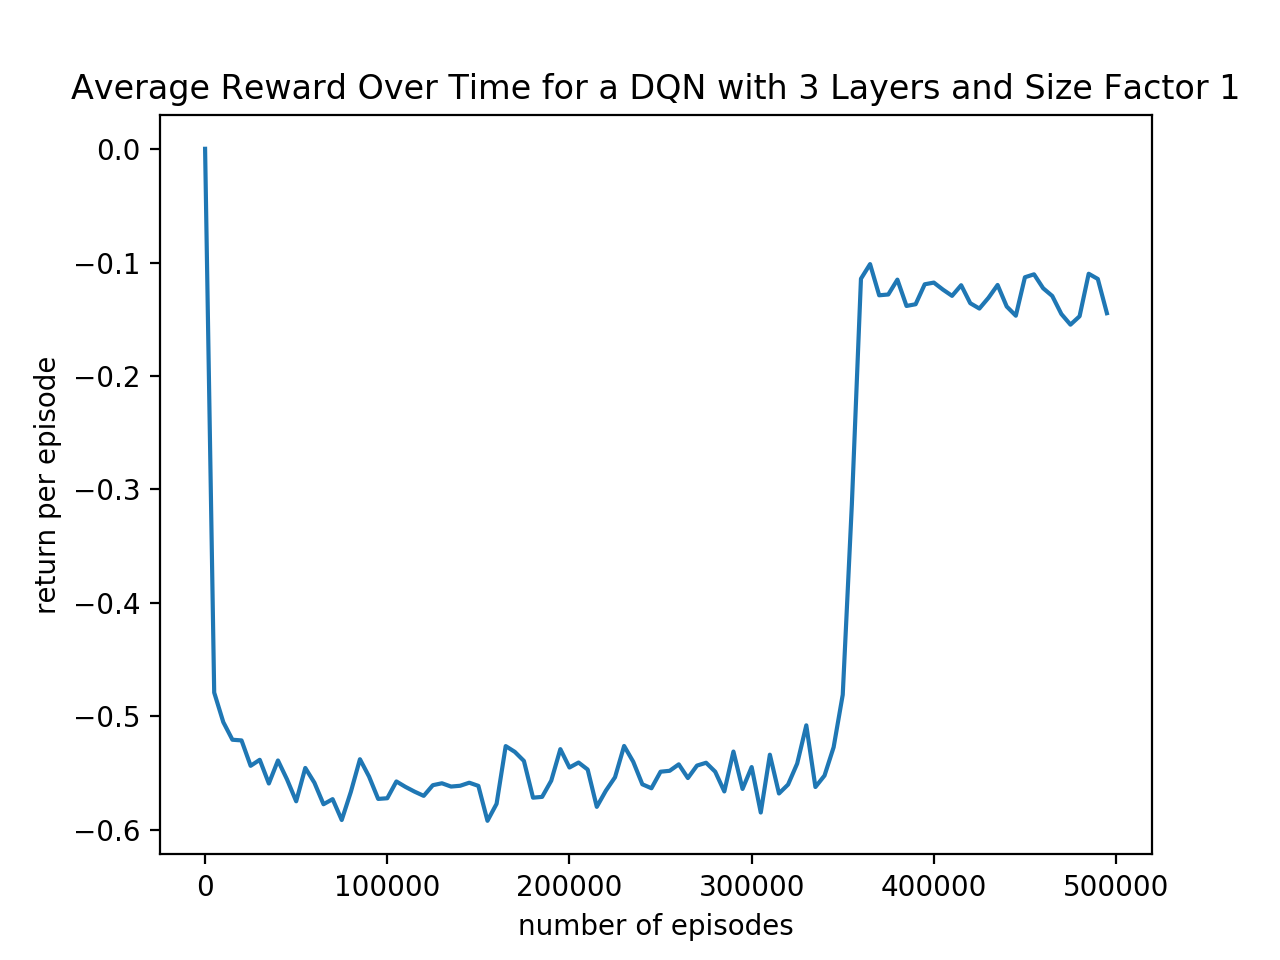 Average Reward Over Time for a DQN with 3 Layers and Size Factor 1
0.0
−0.1
−0.2
−0.3
−0.4
−0.5
−0.6
return per episode
0 100000 200000 300000 400000 500000
number of episodes